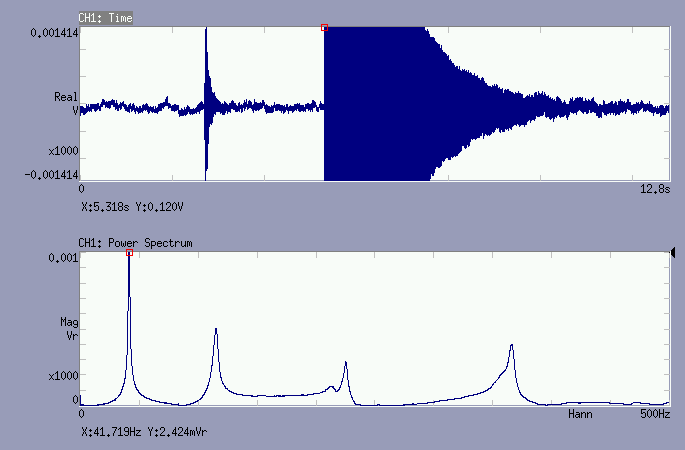 CH1: Time
0.001414
Real
V
x1000
-0.001414
0
12.8s
X:5.318s Y:0.120V
CH1: Power Spectrum
0.001
Mag
Vr
x1000
0
0
Hann
500Hz
X:41.719Hz Y:2.424mVr